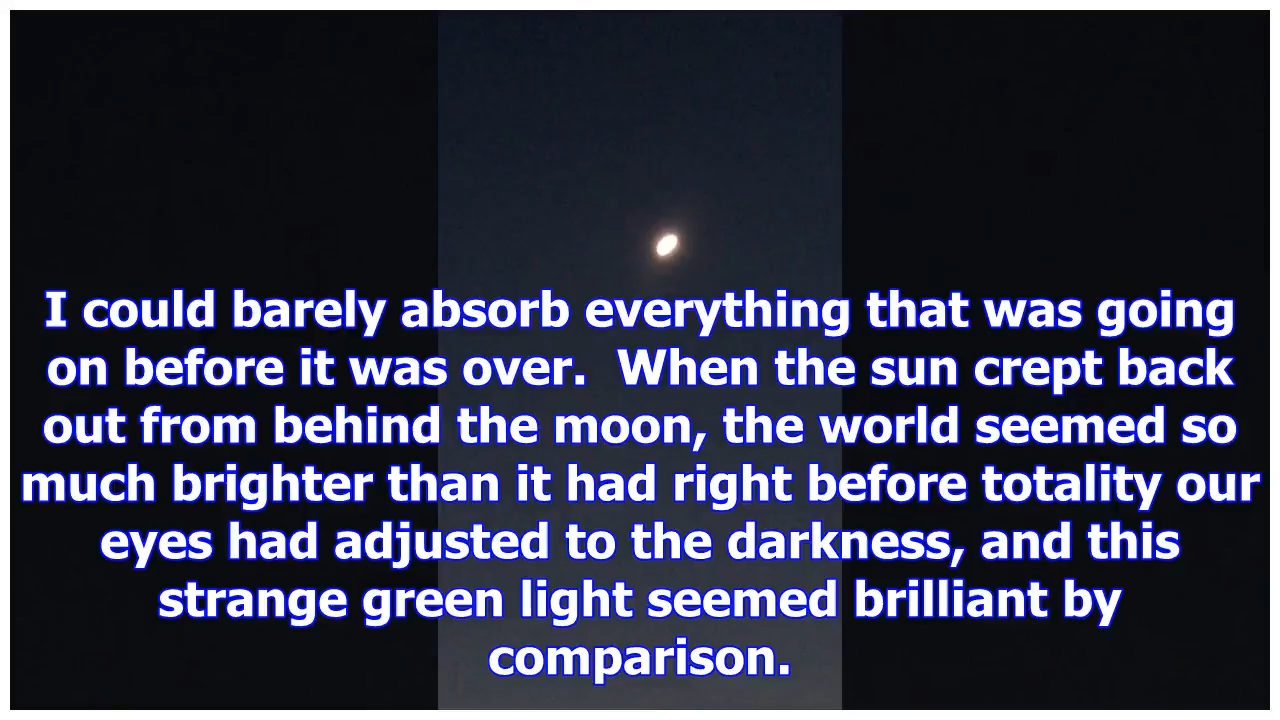 I could barely absorb everything that was going
on before it was over.  When the sun crept back
out from behind the moon, the world seemed so
much brighter than it had right before totality our
eyes had adjusted to the darkness, and this
strange green light seemed brilliant by
comparison.